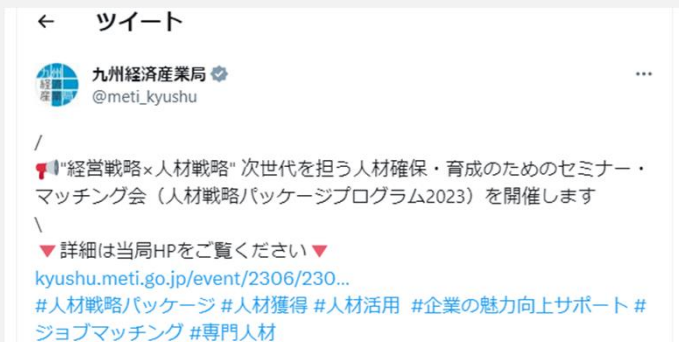 ← ツイート
九州経済産業局
@meti_kyushu
/
📢"経営戦略×人材戦略" 次世代を担う人材確保・育成のためのセミナー・
マッチング会（人材戦略パッケージプログラム2023）を開催します
\
🔻詳細は当局HPをご覧ください🔻
kyushu.meti.go.jp/event/2306/230...
#人材戦略パッケージ #人材獲得 #人材活用 #企業の魅力向上サポート #
ジョブマッチング #専門人材